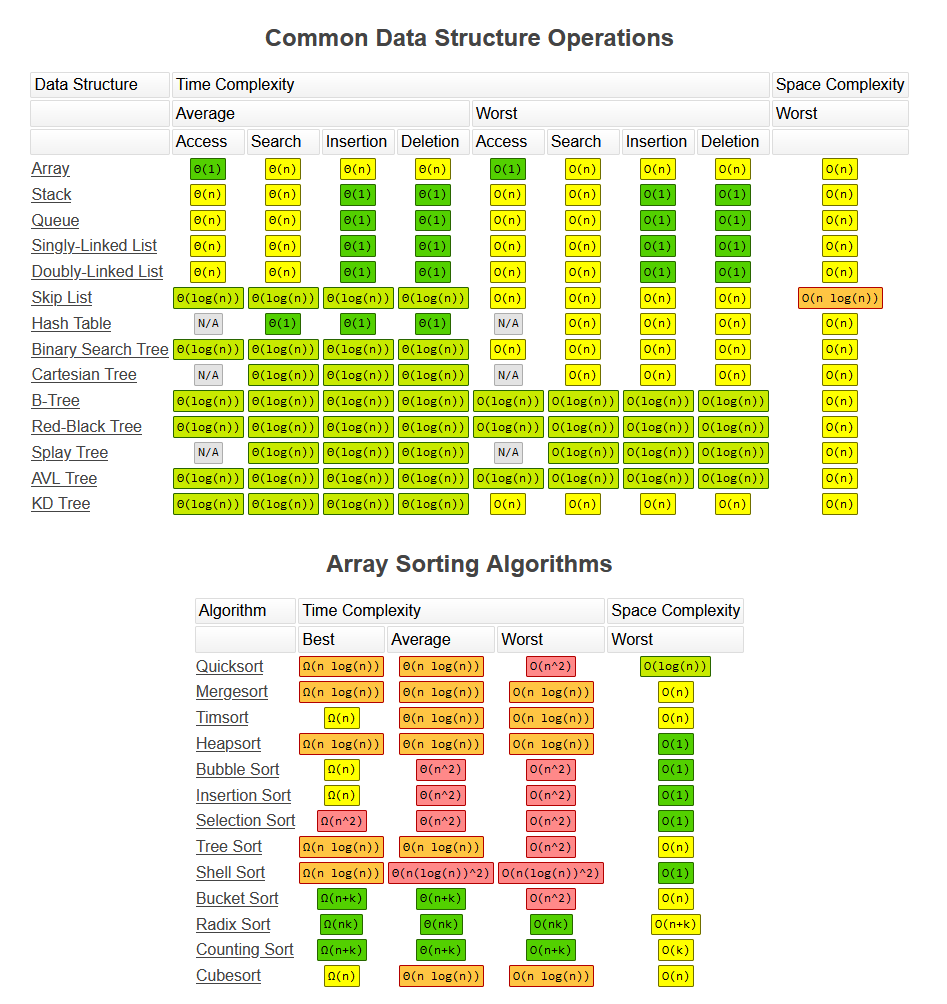 Common Data Structure Operations
Data Structure Time Complexity Space Complexity
Average Worst Worst
Access Search Insertion Deletion Access Search Insertion Deletion
Array Θ(1) Θ(n) Θ(n) Θ(n) O(1) O(n) O(n) O(n) O(n)
Stack Θ(n) Θ(n) Θ(1) Θ(1) O(n) O(n) O(1) O(1) O(n)
Queue Θ(n) Θ(n) Θ(1) Θ(1) O(n) O(n) O(1) O(1) O(n)
Singly-Linked List Θ(n) Θ(n) Θ(1) Θ(1) O(n) O(n) O(1) O(1) O(n)
Doubly-Linked List Θ(n) Θ(n) Θ(1) Θ(1) O(n) O(n) O(1) O(1) O(n)
Skip List Θ(log(n)) Θ(log(n)) Θ(log(n)) Θ(log(n)) O(n) O(n) O(n) O(n) O(n log(n))
Hash Table N/A Θ(1) Θ(1) Θ(1) N/A O(n) O(n) O(n) O(n)
Binary Search Tree Θ(log(n)) Θ(log(n)) Θ(log(n)) Θ(log(n)) O(n) O(n) O(n) O(n) O(n)
Cartesian Tree N/A Θ(log(n)) Θ(log(n)) Θ(log(n)) N/A O(n) O(n) O(n) O(n)
B-Tree Θ(log(n)) Θ(log(n)) Θ(log(n)) Θ(log(n)) O(log(n)) O(log(n)) O(log(n)) O(log(n)) O(n)
Red-Black Tree Θ(log(n)) Θ(log(n)) Θ(log(n)) Θ(log(n)) O(log(n)) O(log(n)) O(log(n)) O(log(n)) O(n)
Splay Tree N/A Θ(log(n)) Θ(log(n)) Θ(log(n)) N/A O(log(n)) O(log(n)) O(log(n)) O(n)
AVL Tree Θ(log(n)) Θ(log(n)) Θ(log(n)) Θ(log(n)) O(log(n)) O(log(n)) O(log(n)) O(log(n)) O(n)
KD Tree Θ(log(n)) Θ(log(n)) Θ(log(n)) Θ(log(n)) O(n) O(n) O(n) O(n) O(n)
Array Sorting Algorithms
Algorithm Time Complexity Space Complexity
Best Average Worst Worst
Quicksort Ω(n log(n)) Θ(n log(n)) O(n^2) O(log(n))
Mergesort Ω(n log(n)) Θ(n log(n)) O(n log(n)) O(n)
Timsort Ω(n) Θ(n log(n)) O(n log(n)) O(n)
Heapsort Ω(n log(n)) Θ(n log(n)) O(n log(n)) O(1)
Bubble Sort Ω(n) Θ(n^2) O(n^2) O(1)
Insertion Sort Ω(n) Θ(n^2) O(n^2) O(1)
Selection Sort Ω(n^2) Θ(n^2) O(n^2) O(1)
Tree Sort Ω(n log(n)) Θ(n log(n)) O(n^2) O(n)
Shell Sort Ω(n log(n)) Θ(n(log(n))^2) O(n(log(n))^2) O(1)
Bucket Sort Ω(n+k) Θ(n+k) O(n^2) O(n)
Radix Sort Ω(nk) Θ(nk) O(nk) O(n+k)
Counting Sort Ω(n+k) Θ(n+k) O(n+k) O(k)
Cubesort Ω(n) Θ(n log(n)) O(n log(n)) O(n)